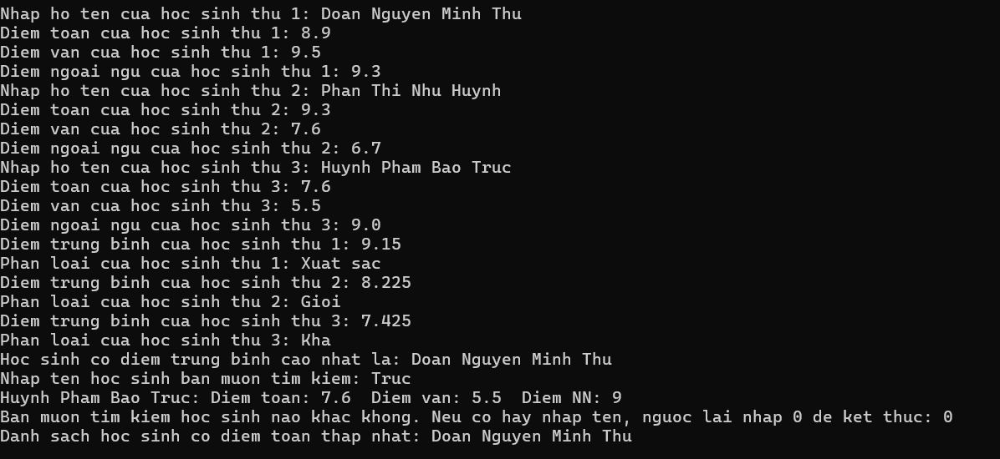 Nhap ho ten cua hoc sinh thu 1: Doan Nguyen Minh Thu
Diem toan cua hoc sinh thu 1: 8.9
Diem van cua hoc sinh thu 1: 9.5
Diem ngoai ngu cua hoc sinh thu 1: 9.3
Nhap ho ten cua hoc sinh thu 2: Phan Thi Nhu Huynh
Diem toan cua hoc sinh thu 2: 9.3
Diem van cua hoc sinh thu 2: 7.6
Diem ngoai ngu cua hoc sinh thu 2: 6.7
Nhap ho ten cua hoc sinh thu 3: Huynh Pham Bao Truc
Diem toan cua hoc sinh thu 3: 7.6
Diem van cua hoc sinh thu 3: 5.5
Diem ngoai ngu cua hoc sinh thu 3: 9.0
Diem trung binh cua hoc sinh thu 1: 9.15
Phan loai cua hoc sinh thu 1: Xuat sac
Diem trung binh cua hoc sinh thu 2: 8.225
Phan loai cua hoc sinh thu 2: Gioi
Diem trung binh cua hoc sinh thu 3: 7.425
Phan loai cua hoc sinh thu 3: Kha
Hoc sinh co diem trung binh cao nhat la: Doan Nguyen Minh Thu
Nhap ten hoc sinh ban muon tim kiem: Truc
Huynh Pham Bao Truc: Diem toan: 7.6  Diem van: 5.5  Diem NN: 9
Ban muon tim kiem hoc sinh nao khac khong. Neu co hay nhap ten, nguoc lai nhap 0 de ket thuc: 0
Danh sach hoc sinh co diem toan thap nhat: Doan Nguyen Minh Thu